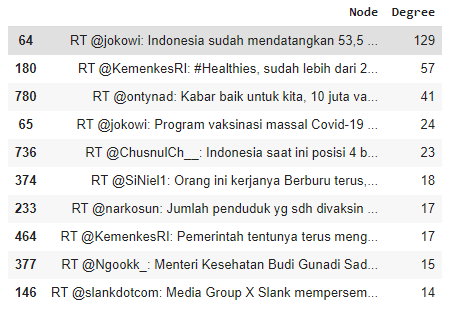 Node Degree
64 RT @jokowi: Indonesia sudah mendatangkan 53,5 ... 129
180 RT @KemenkesRI: #Healthies, sudah lebih dari 2... 57
780 RT @ontynad: Kabar baik untuk kita, 10 juta va... 41
65 RT @jokowi: Program vaksinasi massal Covid-19 ... 24
736 RT @ChusnulCh__: Indonesia saat ini posisi 4 b... 23
374 RT @SiNiel1: Orang ini kerjanya Berburu terus,... 18
233 RT @narkosun: Jumlah penduduk yg sdh divaksin ... 17
464 RT @KemenkesRI: Pemerintah tentunya terus meng... 17
377 RT @Ngookk_: Menteri Kesehatan Budi Gunadi Sad... 15
146 RT @slankdotcom: Media Group X Slank mempersem... 14